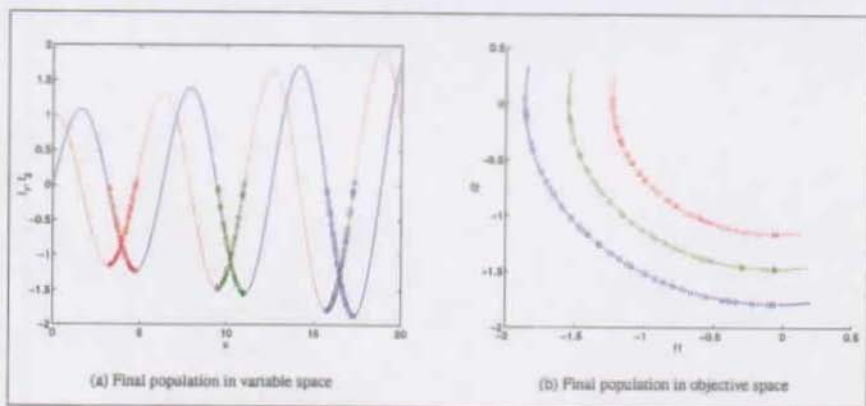 2
1.5
1
0.5
0
−0.5
−1
−1.5
−2
0 5 10 15 20
x
(a) Final population in variable space
0.5
0
−0.5
−1
−1.5
−2
−2 −1.5 −1 −0.5 0 0.5
f1
f2
(b) Final population in objective space